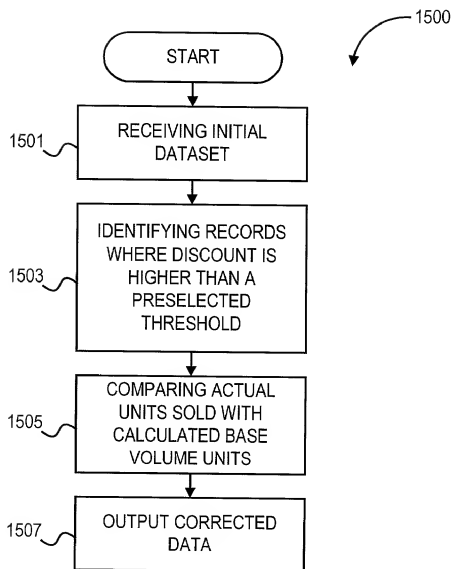 1500
START
1501
RECEIVING INITIAL
DATASET
1503
IDENTIFYING RECORDS
WHERE DISCOUNT IS
HIGHER THAN A
PRESELECTED
THRESHOLD
1505
COMPARING ACTUAL
UNITS SOLD WITH
CALCULATED BASE
VOLUME UNITS
1507
OUTPUT CORRECTED
DATA